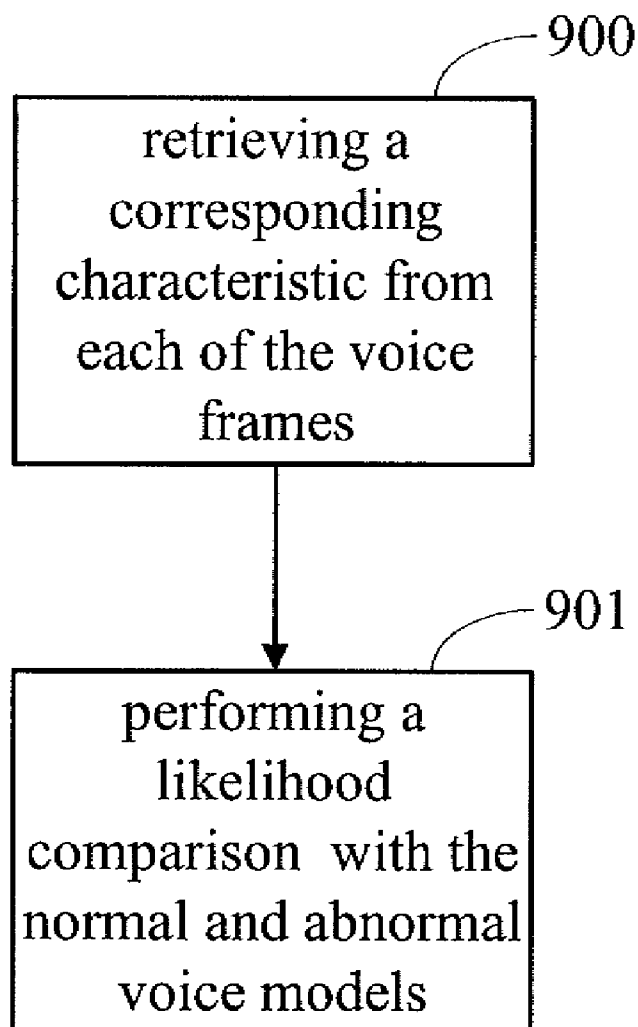 900
retrieving a
corresponding
characteristic from
each of the voice
frames
901
performing a
likelihood
comparison with the
normal and abnormal
voice models